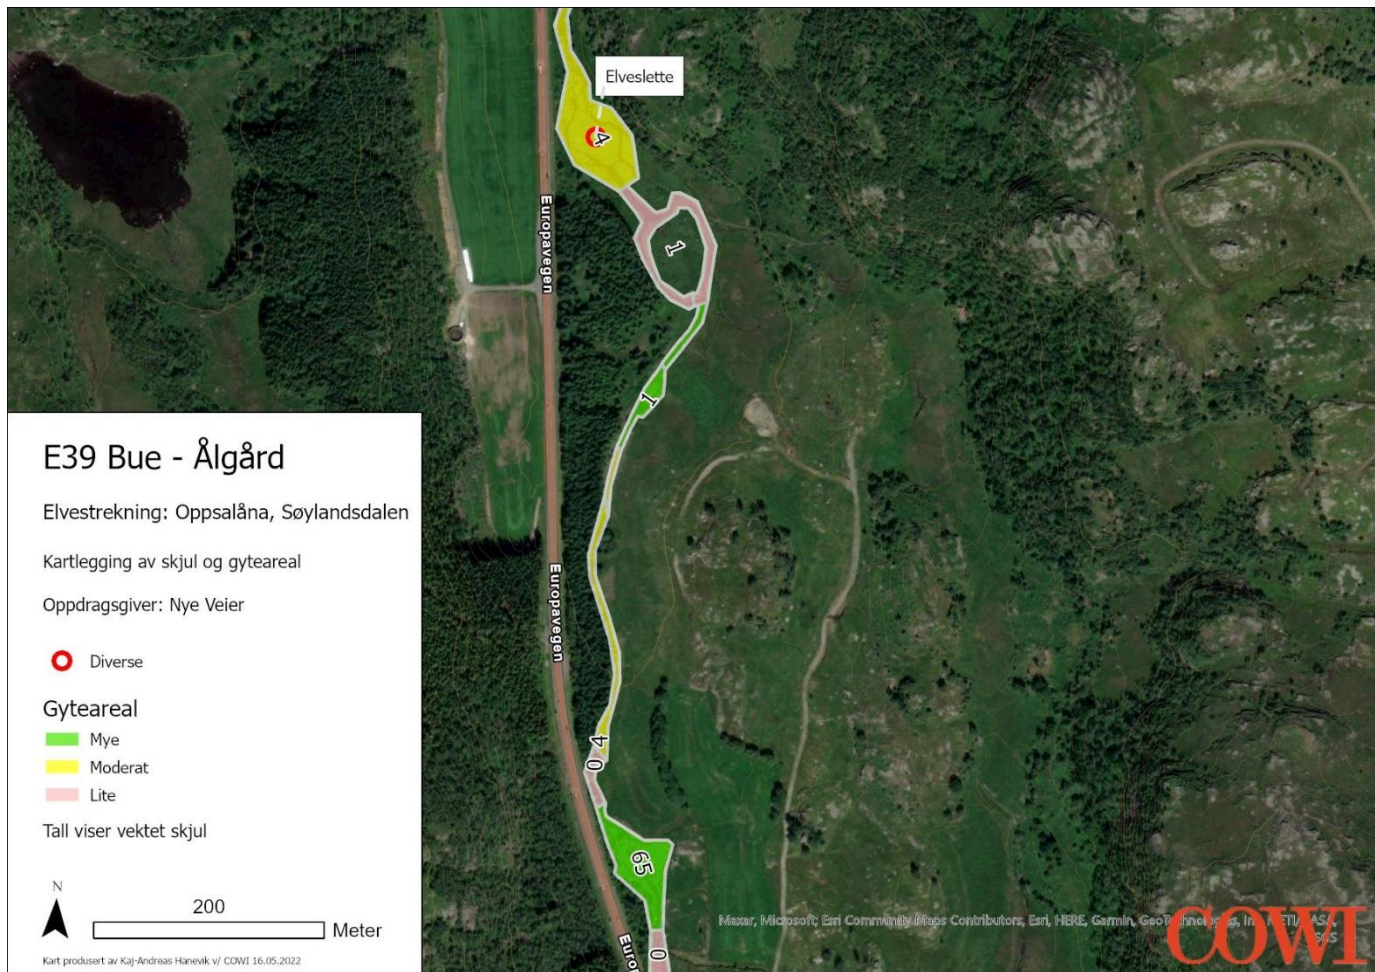 Elveslette
4
Europavegen
1
1
Europavegen
4
0
65
0
E39 Bue - Ålgård
Elvestrekning: Oppsalåna, Søylandsdalen
Kartlegging av skjul og gyteareal
Oppdragsgiver: Nye Veier
Diverse
Gyteareal
Mye
Moderat
Lite
Tall viser vektet skjul
N
200
Meter
Kart produsert av Kaj-Andreas Hanevik v/ COWI 16.05.2022
Maxar, Microsoft, Esri Community Maps Contributors, Esri, HERE, Garmin,
COWI